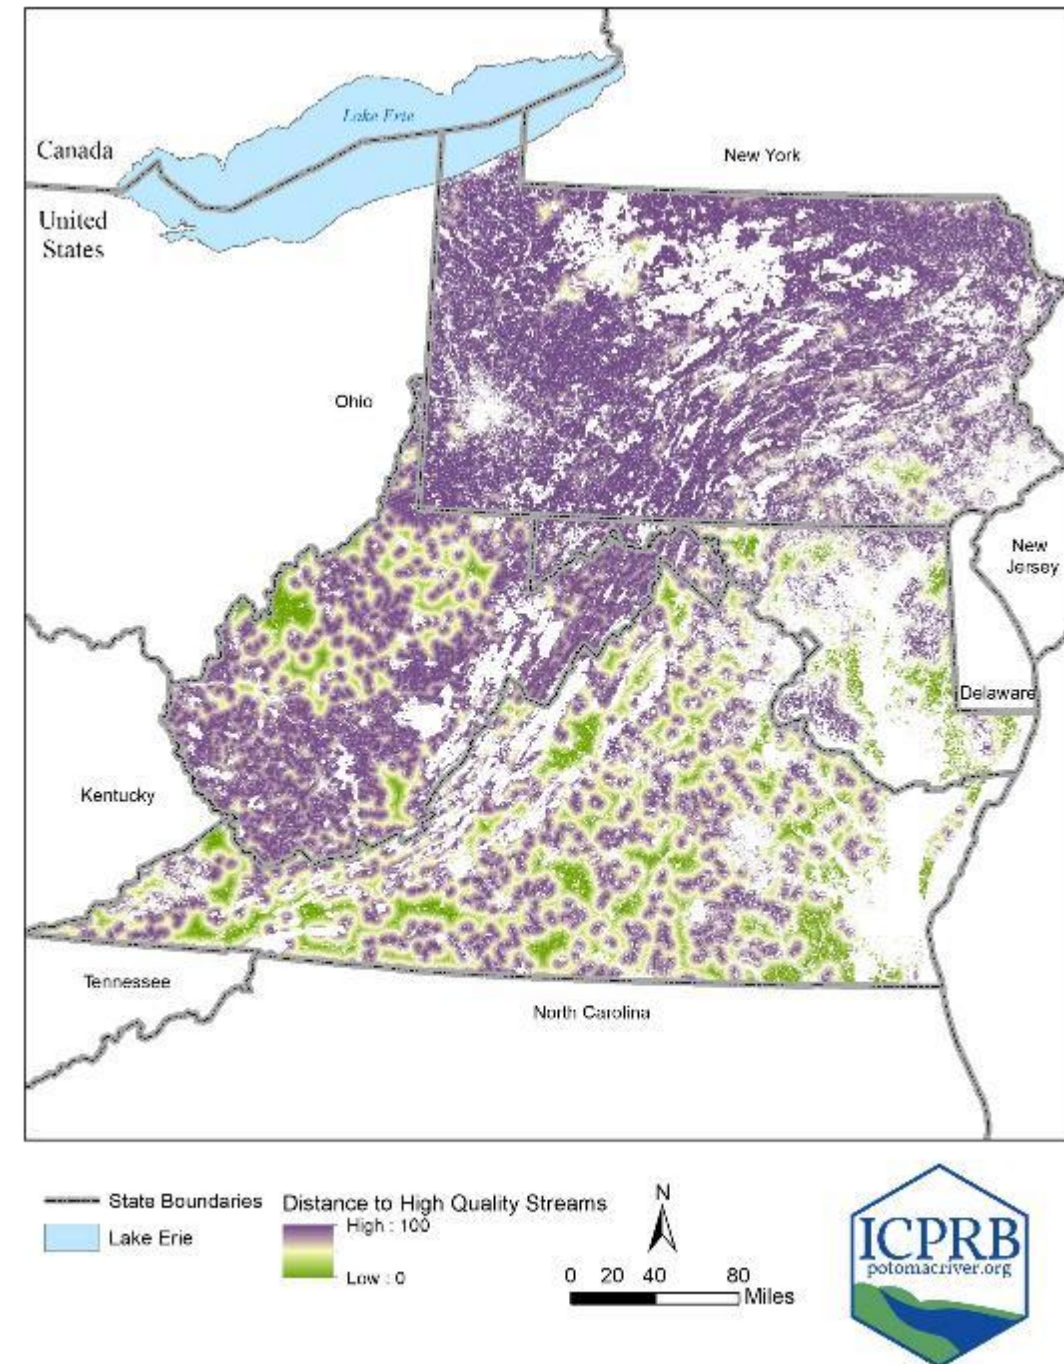 Lake Erie
Canada
New York
United
States
Ohio
New
Jersey
Delaware
Kentucky
Tennessee
North Carolina
State Boundaries
Lake Erie
Distance to High Quality Streams
High : 100
Low : 0
N
0 20 40 80
Miles
ICPRB
potomacriver.org